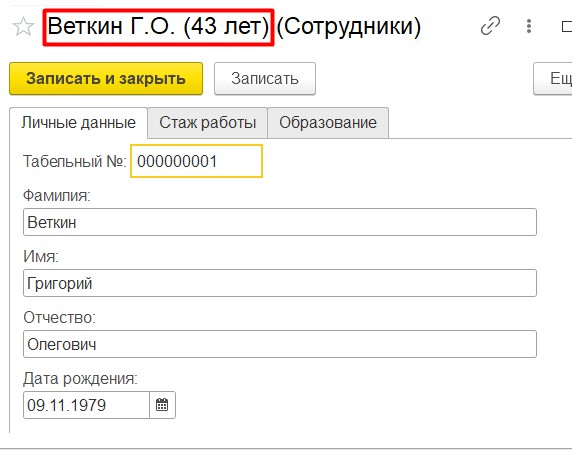 Веткин Г.О. (43 лет) (Сотрудники)
Записать и закрыть Записать Ещ
Личные данные Стаж работы Образование
Табельный №: 000000001
Фамилия:
Веткин
Имя:
Григорий
Отчество:
Олегович
Дата рождения:
09.11.1979